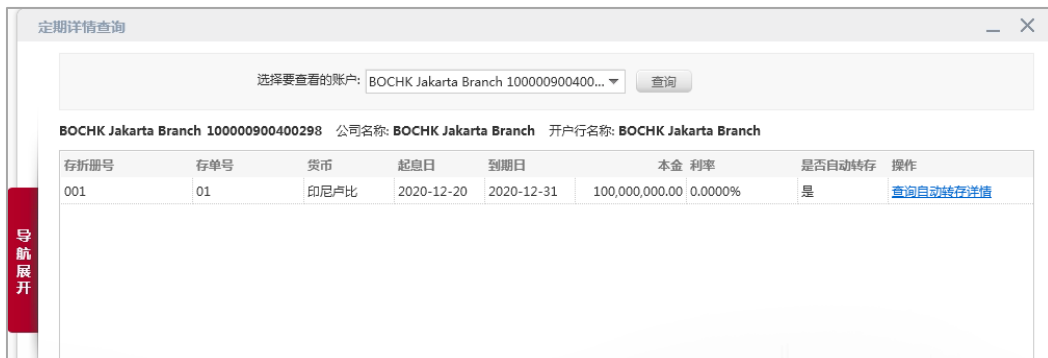 定期详情查询
选择要查看的账户: BOCHK Jakarta Branch 100000900400... 查询
BOCHK Jakarta Branch 100000900400298 公司名称: BOCHK Jakarta Branch 开户行名称: BOCHK Jakarta Branch
存折册号 存单号 货币 起息日 到期日 本金 利率 是否自动转存 操作
001 01 印尼卢比 2020-12-20 2020-12-31 100,000,000.00 0.0000% 是 查询自动转存详情
导航展开